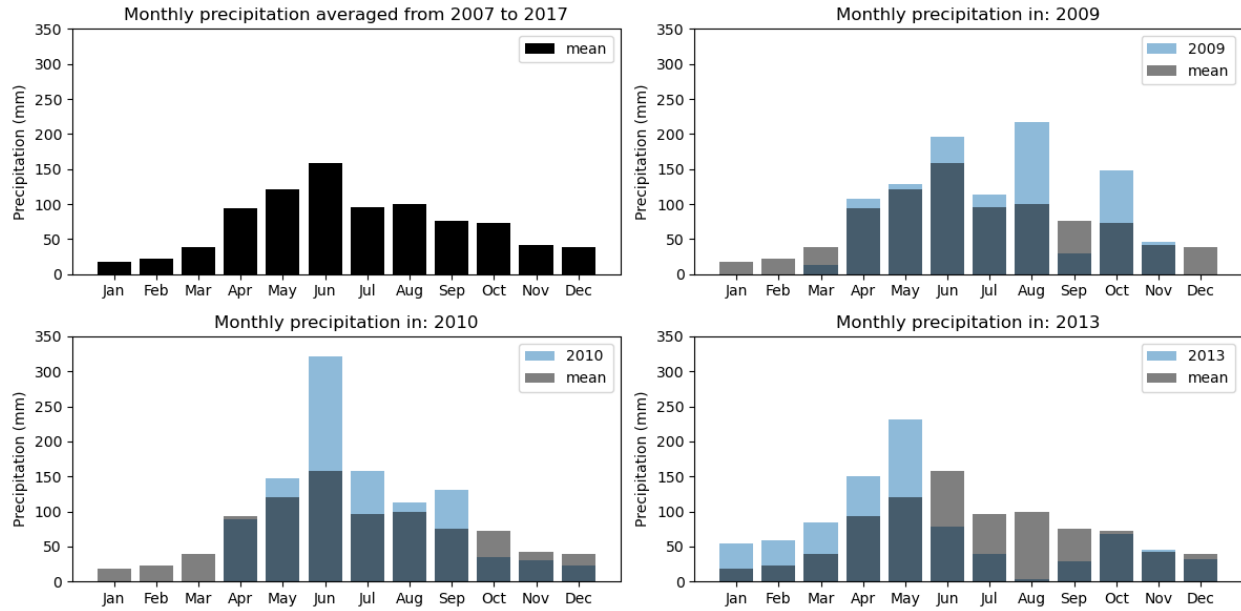 Monthly precipitation averaged from 2007 to 2017
Precipitation (mm)
350
300
250
200
150
100
50
0
mean
Jan Feb Mar Apr May Jun Jul Aug Sep Oct Nov Dec
Monthly precipitation in: 2009
Precipitation (mm)
350
300
250
200
150
100
50
0
2009
mean
Jan Feb Mar Apr May Jun Jul Aug Sep Oct Nov Dec
Monthly precipitation in: 2010
Precipitation (mm)
350
300
250
200
150
100
50
0
2010
mean
Jan Feb Mar Apr May Jun Jul Aug Sep Oct Nov Dec
Monthly precipitation in: 2013
Precipitation (mm)
350
300
250
200
150
100
50
0
2013
mean
Jan Feb Mar Apr May Jun Jul Aug Sep Oct Nov Dec